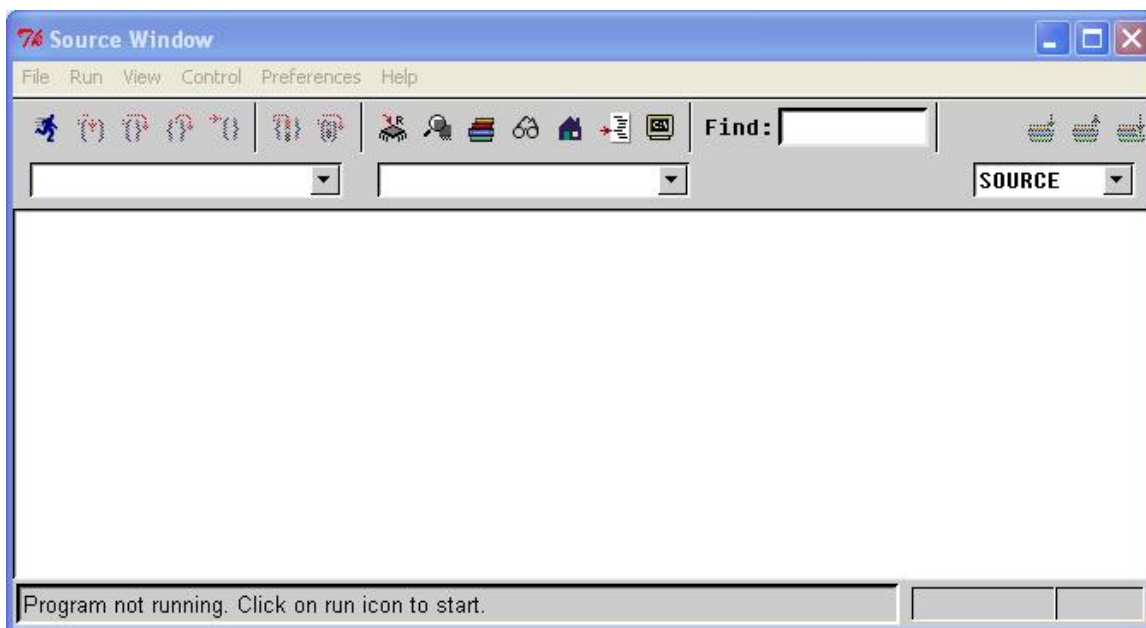 Source Window
File Run View Control Preferences Help
Find:
SOURCE
Program not running. Click on run icon to start.